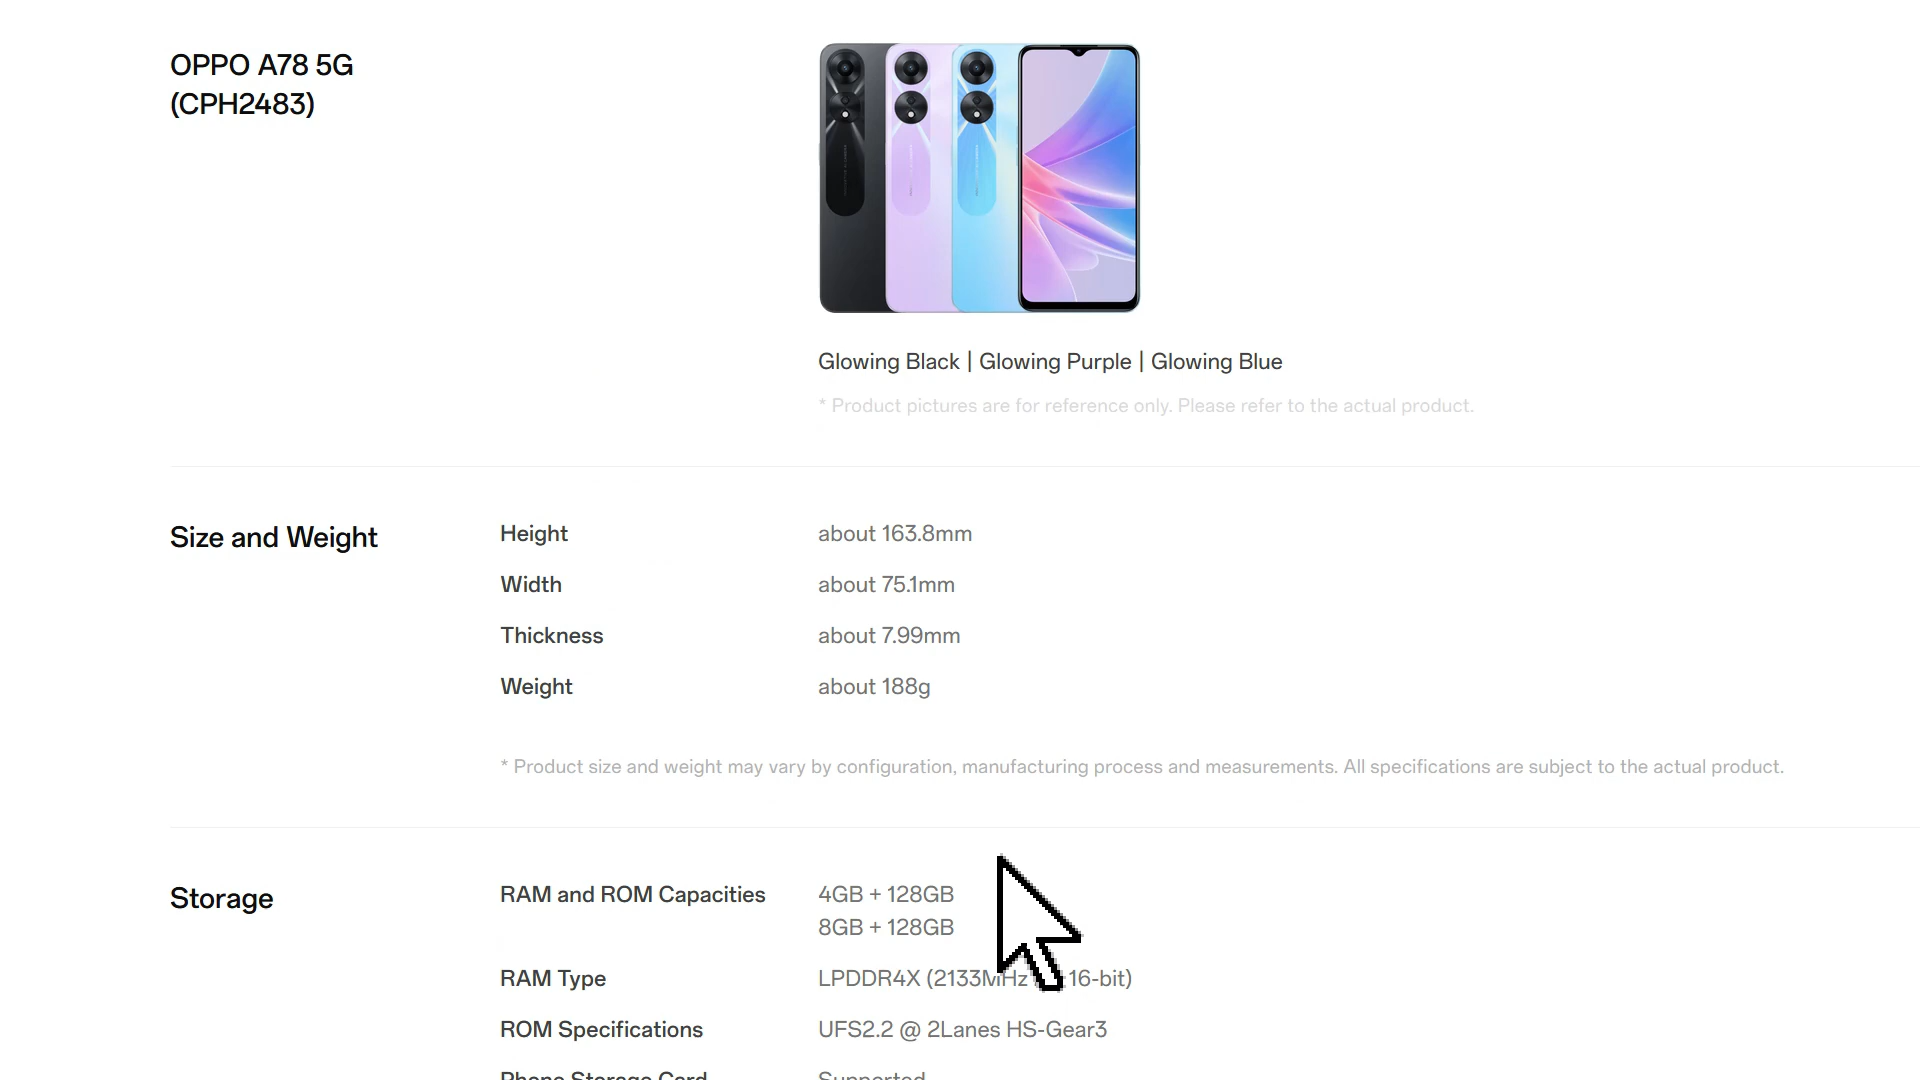 OPPO A78 5G
(CPH2483)
Glowing Black | Glowing Purple | Glowing Blue
* Product pictures are for reference only. Please refer to the actual product.
Size and Weight
Height about 163.8mm
Width about 75.1mm
Thickness about 7.99mm
Weight about 188g
* Product size and weight may vary by configuration, manufacturing process and measurements. All specifications are subject to the actual product.
Storage
RAM and ROM Capacities 4GB + 128GB
8GB + 128GB
RAM Type LPDDR4X (2133MHz 16-bit)
ROM Specifications UFS2.2 @ 2Lanes HS-Gear3
Phone Storage Card Supported